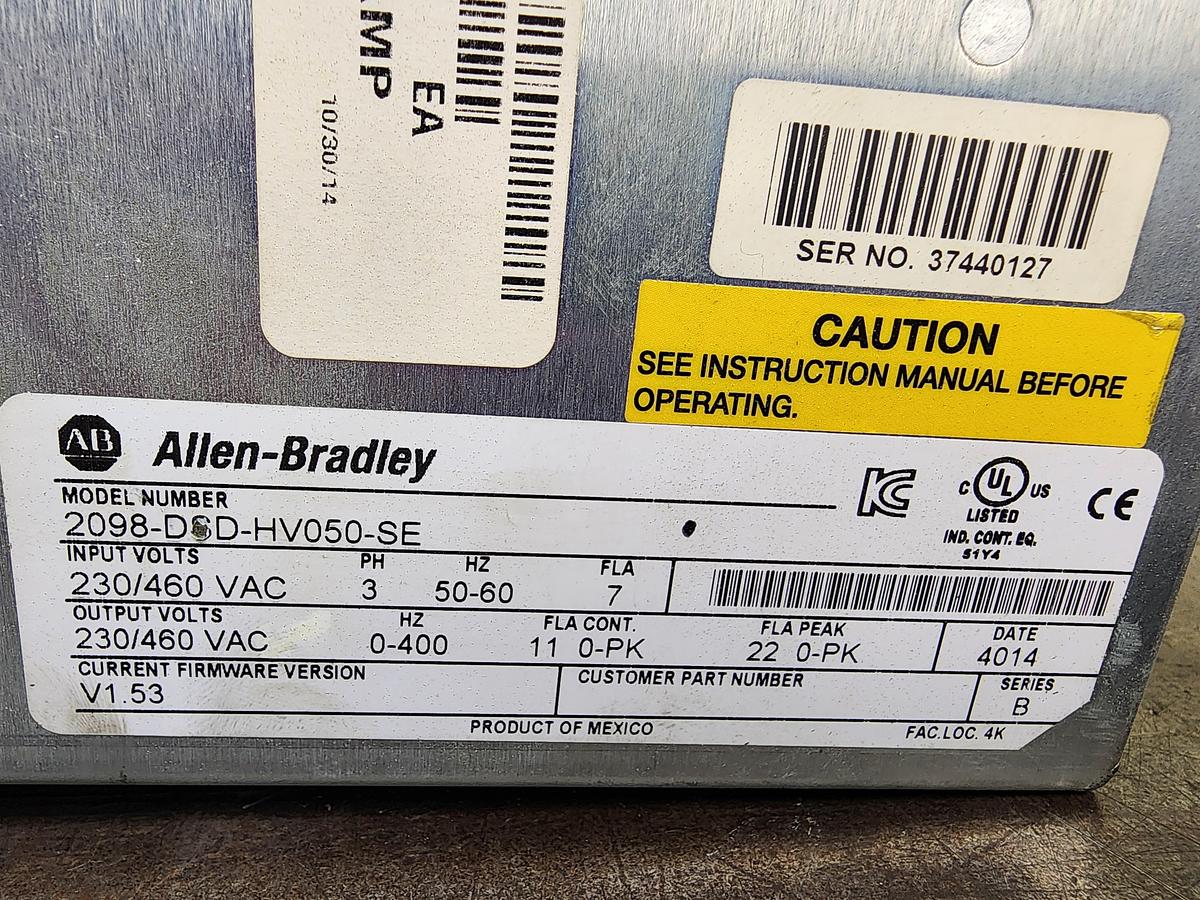 AMP
EA
10/30/14
SER NO. 37440127
CAUTION
SEE INSTRUCTION MANUAL BEFORE
OPERATING.
AB Allen-Bradley
MODEL NUMBER
2098-DSD-HV050-SE
C UL US
LISTED
IND. CONT. EQ.
51Y4
CE
INPUT VOLTS PH HZ FLA
230/460 VAC 3 50-60 7
OUTPUT VOLTS HZ FLA CONT. FLA PEAK DATE
230/460 VAC 0-400 11 0-PK 22 0-PK 4014
CURRENT FIRMWARE VERSION CUSTOMER PART NUMBER SERIES
V1.53 B
PRODUCT OF MEXICO FAC.LOC. 4K